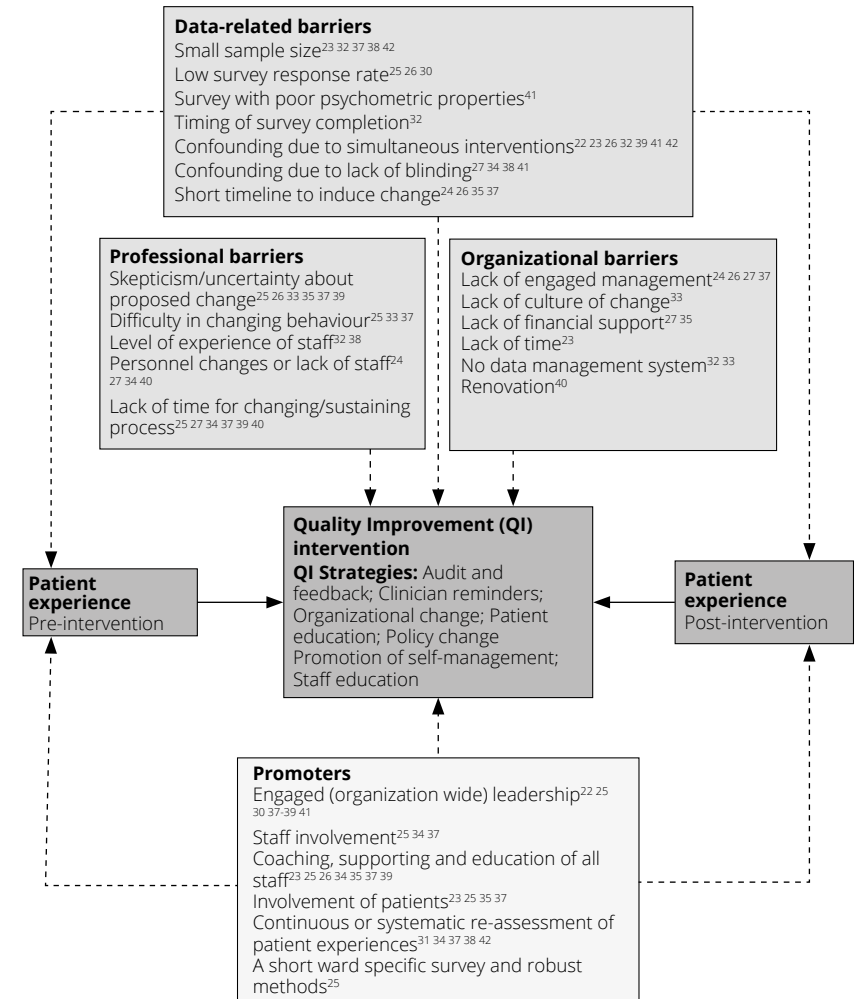 Data-related barriers
Small sample size23 32 37 38 42
Low survey response rate25 26 30
Survey with poor psychometric properties41
Timing of survey completion32
Confounding due to simultaneous interventions22 23 26 32 39 41 42
Confounding due to lack of blinding27 34 38 41
Short timeline to induce change24 26 35 37
Professional barriers
Skepticism/uncertainty about
proposed change25 26 33 35 37 39
Difficulty in changing behaviour25 33 37
Level of experience of staff32 38
Personnel changes or lack of staff24
27 34 40
Lack of time for changing/sustaining
process25 27 34 37 39 40
Organizational barriers
Lack of engaged management24 26 27 37
Lack of culture of change33
Lack of financial support27 35
Lack of time23
No data management system32 33
Renovation40
Patient
experience
Pre-intervention
Quality Improvement (QI)
intervention
QI Strategies: Audit and
feedback; Clinician reminders;
Organizational change; Patient
education; Policy change
Promotion of self-management;
Staff education
Patient
experience
Post-intervention
Promoters
Engaged (organization wide) leadership22 25
30 37-39 41
Staff involvement25 34 37
Coaching, supporting and education of all
staff23 25 26 34 35 37 39
Involvement of patients23 25 35 37
Continuous or systematic re-assessment of
patient experiences31 34 37 38 42
A short ward specific survey and robust
methods25